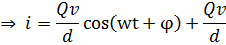 ⇒ i = Qv/d cos(wt + φ) + Qv/d